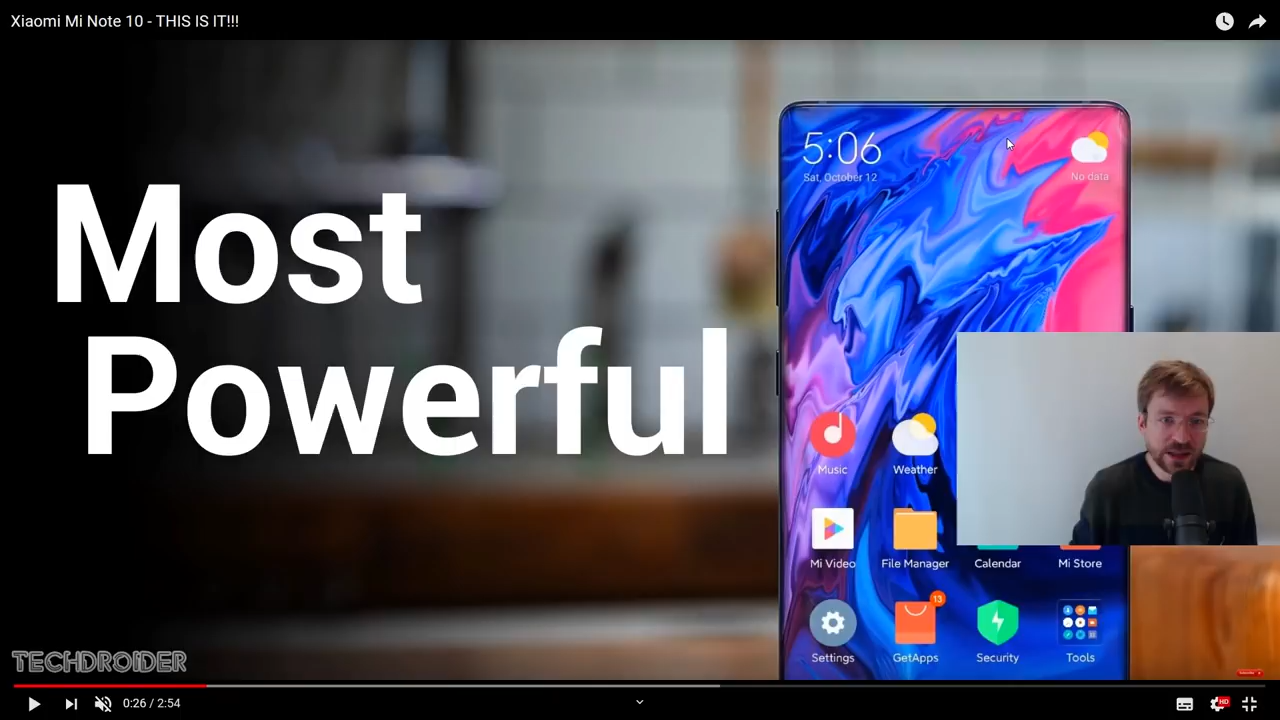 Xiaomi Mi Note 10 - THIS IS IT!!!
5:06
Sat, October 12
No data
Most
Powerful
Music
Weather
Mi Video
File Manager
Calendar
Mi Store
13
Settings
GetApps
Security
Tools
TECHDROIDER
0:26 / 2:54
HD